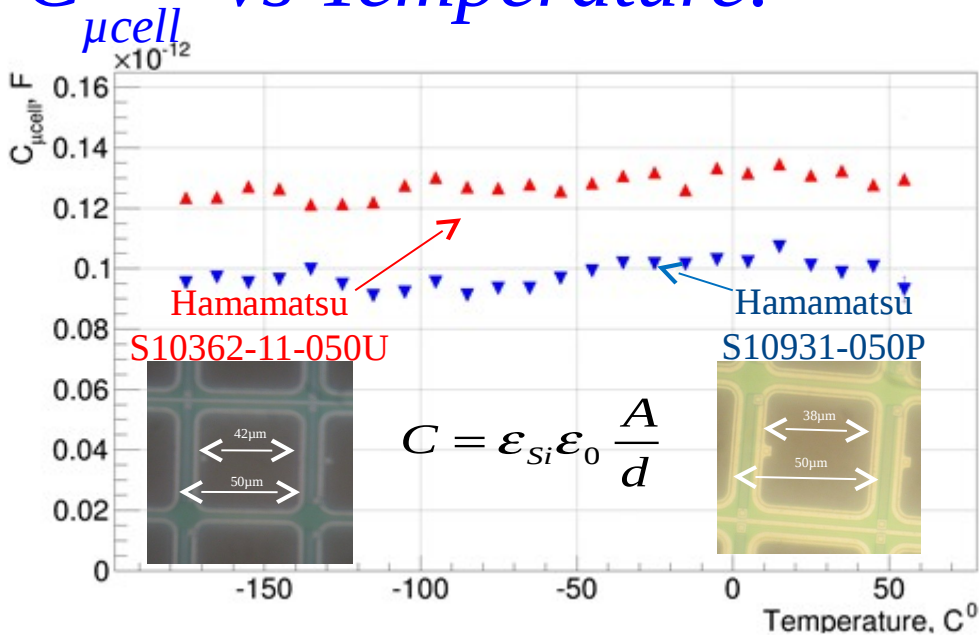 C vs Temperature.
μcell
×10⁻¹²
C_μcell, F
0.16
0.14
0.12
0.1
0.08
0.06
0.04
0.02
0
Hamamatsu
S10362-11-050U
Hamamatsu
S10931-050P
42μm
50μm
C = ε_Si ε_0 A/d
38μm
50μm
-150 -100 -50 0 50
Temperature, C⁰